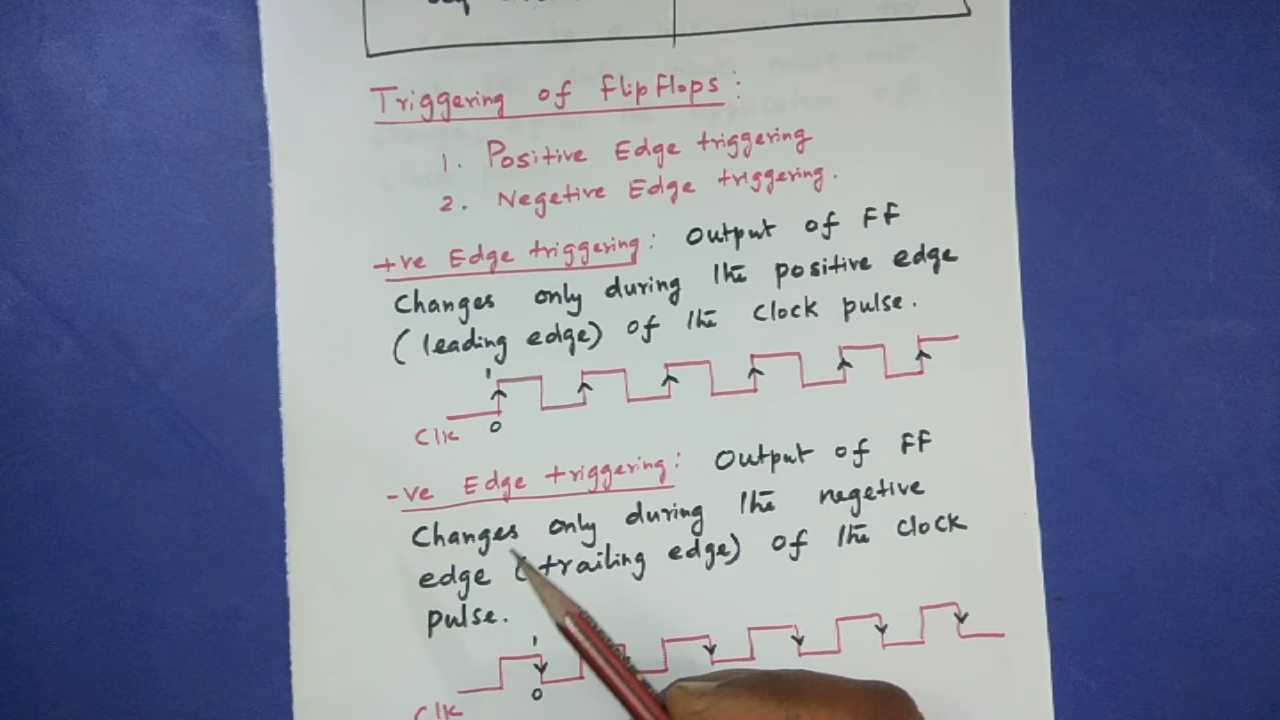 Triggering of FlipFlops:
1. Positive Edge triggering
2. Negetive Edge triggering.
+ve Edge triggering: Output of FF
Changes only during the positive edge
(leading edge) of the clock pulse.
1
Clk 0
-ve Edge triggering: Output of FF
Changes only during the negetive
edge (trailing edge) of the clock
pulse.
1
0
Clk